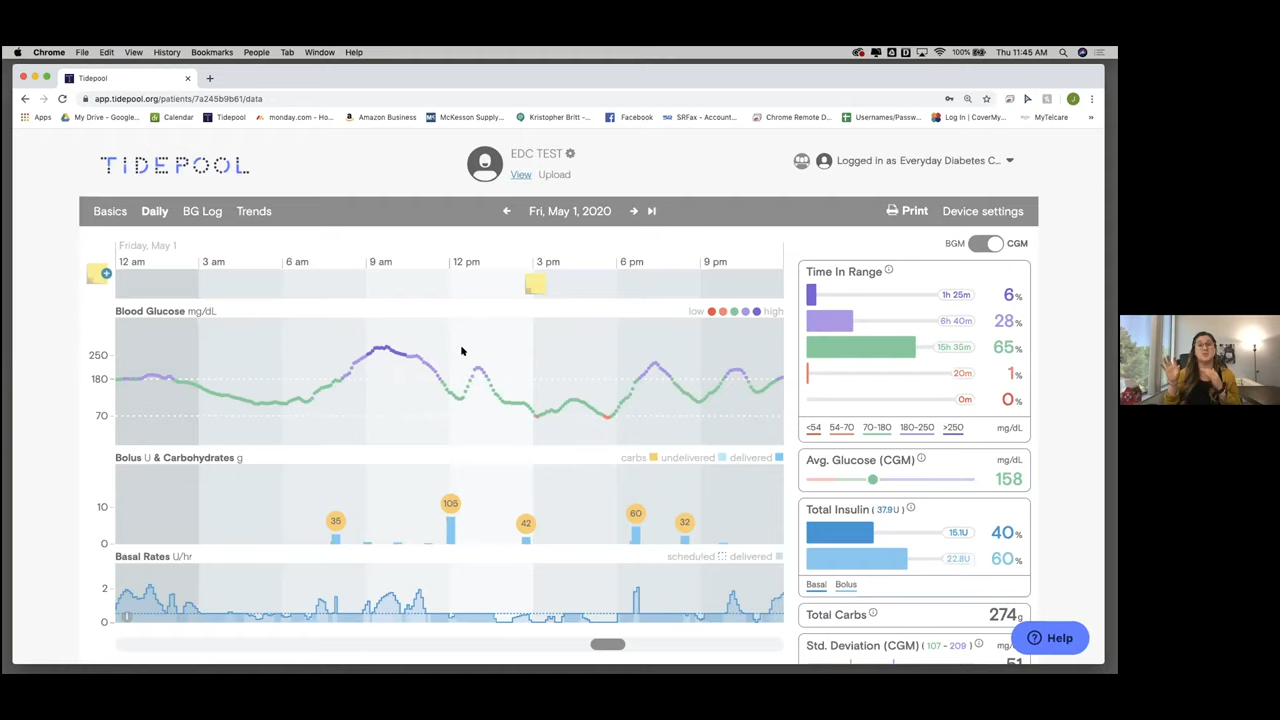 Chrome File Edit View History Bookmarks People Tab Window Help 100% Thu 11:45 AM
Tidepool
app.tidepool.org/patients/7a245b9b61/data
Apps My Drive - Google... Calendar Tidepool monday.com - Ho... Amazon Business McKesson Supply... Kristopher Britt -... Facebook SRFax - Account... Chrome Remote D... Usernames/Passw... Log In | CoverMy... MyTelcare »
TIDEPOOL
EDC TEST
View Upload
Logged in as Everyday Diabetes C...
Basics Daily BG Log Trends
Fri, May 1, 2020
Print Device settings
BGM CGM
Friday, May 1
12 am 3 am 6 am 9 am 12 pm 3 pm 6 pm 9 pm
Blood Glucose mg/dL
low high
250
180
70
Bolus U & Carbohydrates g
carbs undelivered delivered
10
0
35 105 42 60 32
Basal Rates U/hr
scheduled delivered
2
0
Time In Range
1h 25m 6%
6h 40m 28%
15h 35m 65%
20m 1%
0m 0%
<54 54-70 70-180 180-250 >250 mg/dL
Avg. Glucose (CGM) mg/dL
158
Total Insulin (37.9U)
15.1U 40%
22.8U 60%
Basal Bolus
Total Carbs 274g
Std. Deviation (CGM) (107 - 209)
51
Help